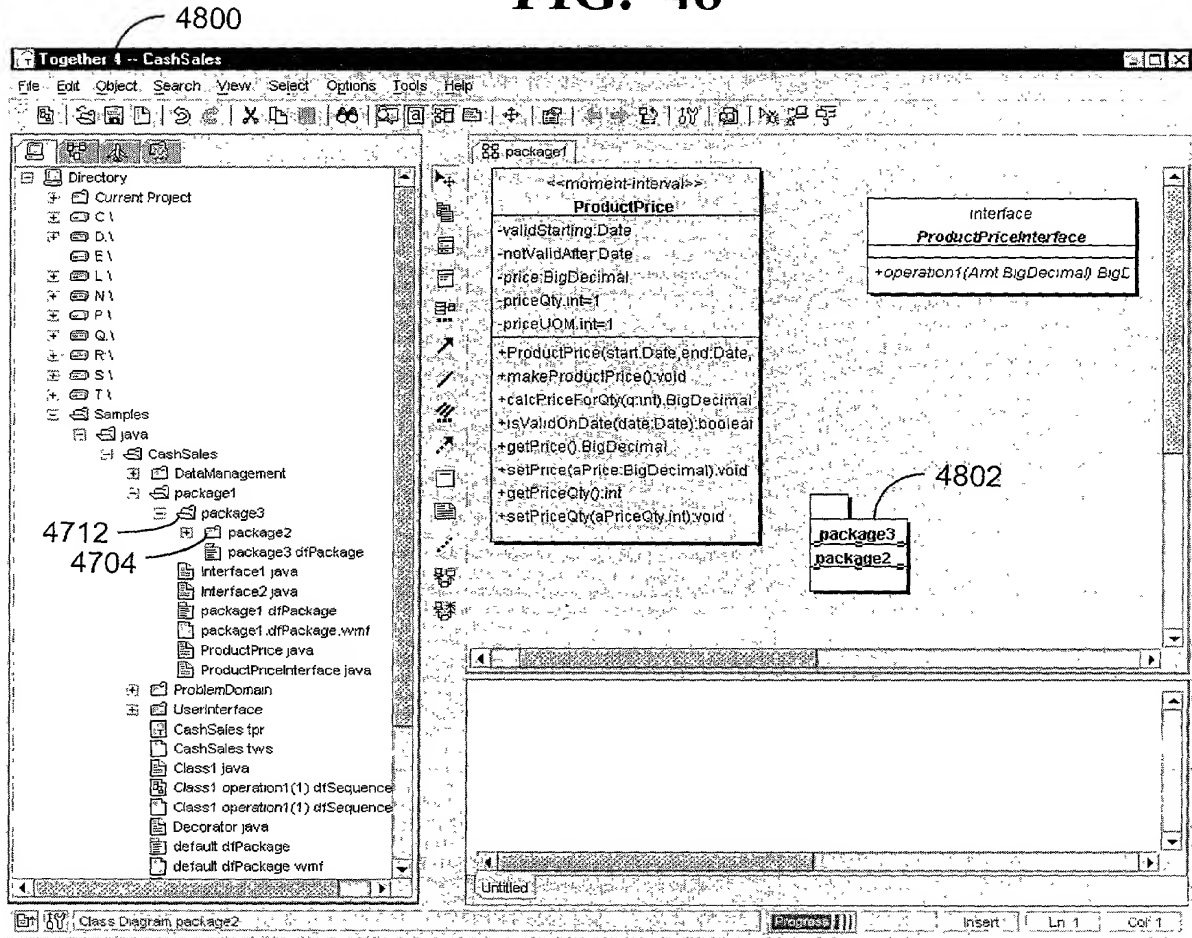 FIG. 48
4800
Together 4 -- CashSales
File Edit Object Search View Select Options Tools Help
Directory
Current Project
C:\
D:\
E:\
L:\
N:\
P:\
Q:\
R:\
S:\
T:\
Samples
java
CashSales
DataManagement
package1
4712
package3
4704
package2
package3 dfPackage
Interface1 java
Interface2 java
package1 dfPackage
package1.dfPackage.wmf
ProductPrice java
ProductPriceInterface java
ProblemDomain
UserInterface
CashSales tpr
CashSales tws
Class1 java
Class1 operation1(1) dfSequence
Class1 operation1(1) dfSequence
Decorator java
default dfPackage
default dfPackage wmf
package1
<<moment-interval>>
ProductPrice
-validStarting:Date
-notValidAfter:Date
-price:BigDecimal
-priceQty.int=1
-priceUOM.int=1
+ProductPrice(start:Date,end:Date,
+makeProductPrice():void
+calcPriceForQty(q:int).BigDecimal
+isValidOnDate(date:Date):boolear
+getPrice().BigDecimal
+setPrice(aPrice:BigDecimal).void
+getPriceQty():int
+setPriceQty(aPriceQty.int):void
interface
ProductPriceInterface
+operation1(Amt BigDecimal) BigD
4802
package3
package2
Untitled
Class Diagram package2
Progress
Insert
Ln 1
Col 1